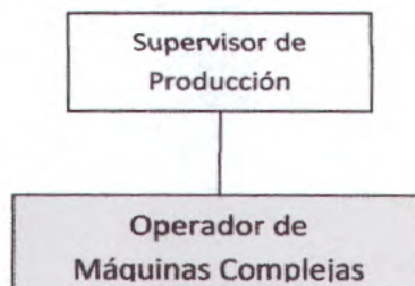 Supervisor de
Producción
Operador de
Máquinas Complejas